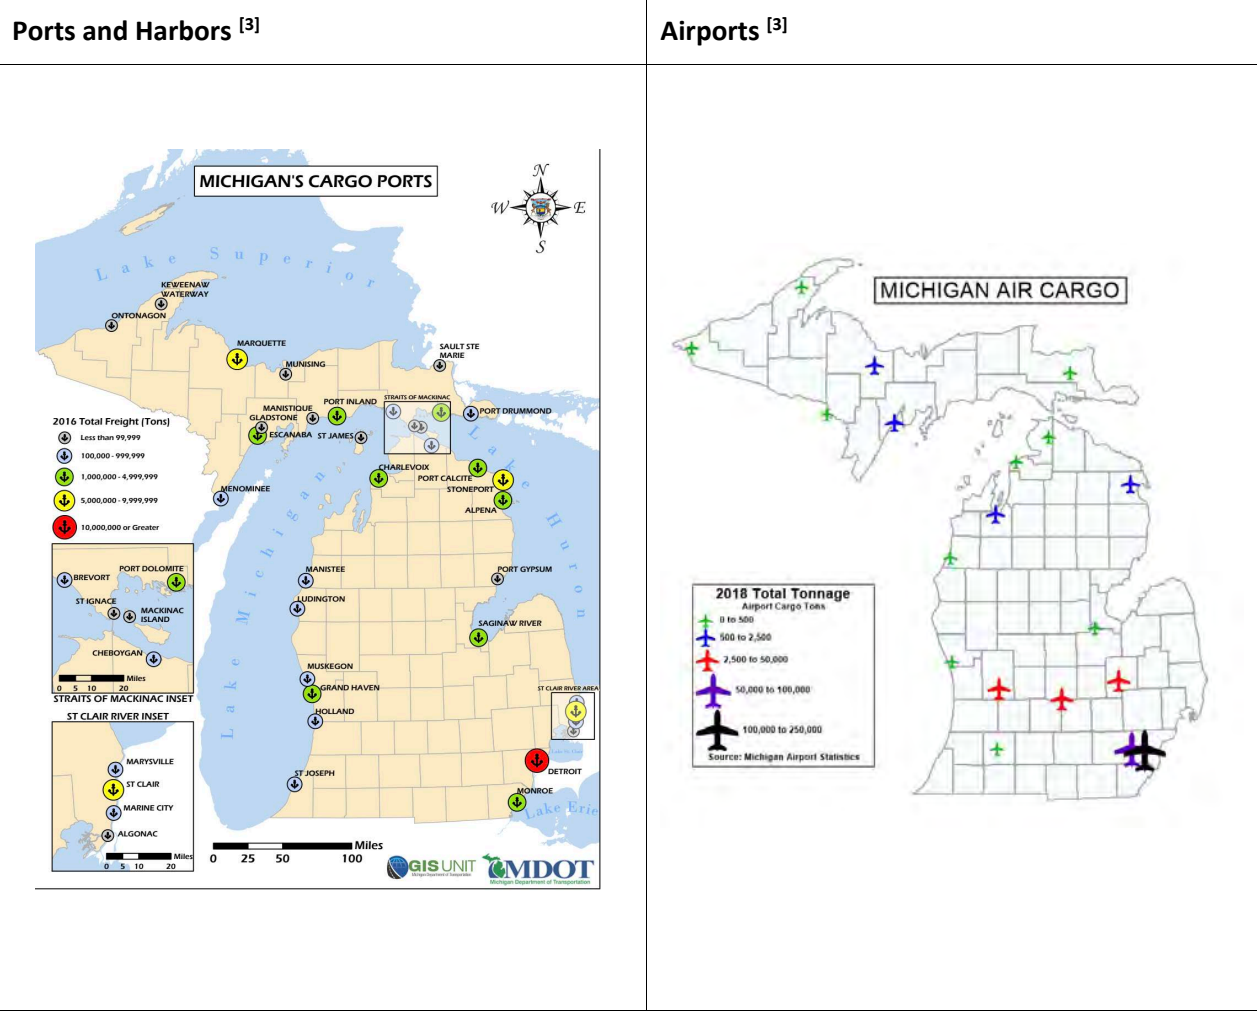 Ports and Harbors [3]
Airports [3]
MICHIGAN'S CARGO PORTS
N
W
E
S
Lake Superior
KEWEENAW
WATERWAY
ONTONAGON
MARQUETTE
MUNISING
SAULT STE
MARIE
2016 Total Freight (Tons)
Less than 99,999
100,000 - 999,999
1,000,000 - 4,999,999
5,000,000 - 9,999,999
10,000,000 or Greater
MANISTIQUE
GLADSTONE
ESCANABA
PORT INLAND
ST JAMES
STRAITS OF MACKINAC
PORT DRUMMOND
MENOMINEE
CHARLEVOIX
PORT CALCITE
STONEPORT
ALPENA
Lake Huron
Lake Michigan
MANISTEE
LUDINGTON
PORT GYPSUM
SAGINAW RIVER
MUSKEGON
GRAND HAVEN
HOLLAND
ST JOSEPH
ST CLAIR RIVER AREA
DETROIT
MONROE
Lake Erie
BREVORT
PORT DOLOMITE
ST IGNACE
MACKINAC
ISLAND
CHEBOYGAN
Miles
0 5 10 20
STRAITS OF MACKINAC INSET
ST CLAIR RIVER INSET
MARYSVILLE
ST CLAIR
MARINE CITY
ALGONAC
Miles
0 5 10 20
Miles
0 25 50 100
GIS UNIT
Michigan Department of Transportation
MDOT
Michigan Department of Transportation
MICHIGAN AIR CARGO
2018 Total Tonnage
Airport Cargo Tons
0 to 500
500 to 2,500
2,500 to 50,000
50,000 to 100,000
100,000 to 250,000
Source: Michigan Airport Statistics